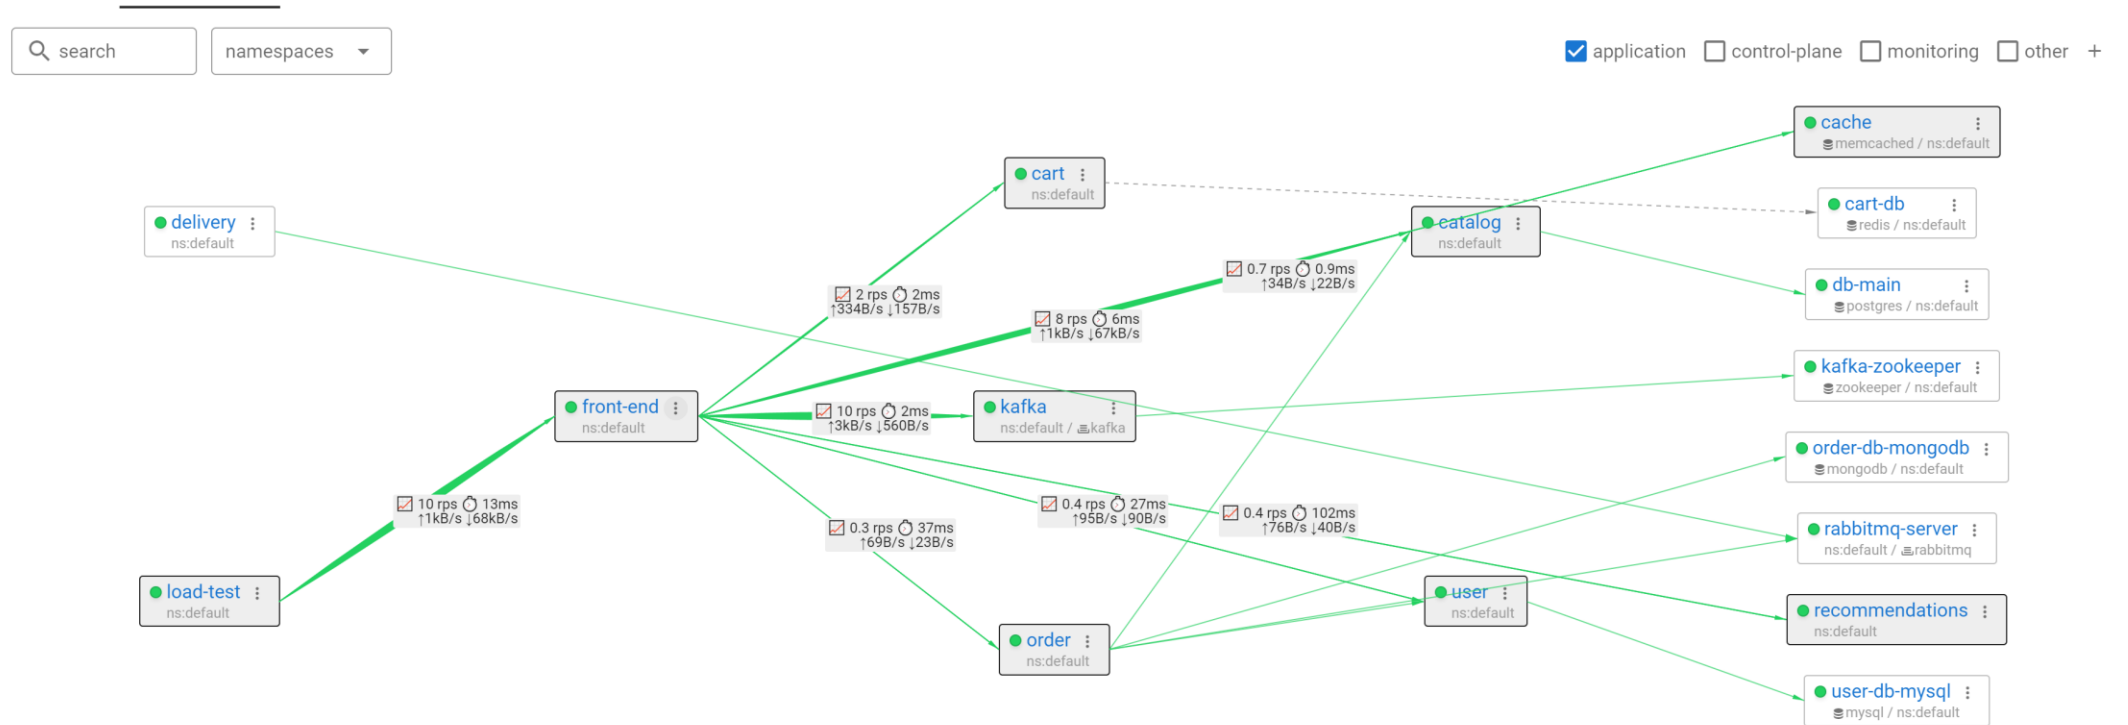 search
namespaces
application
control-plane
monitoring
other
+
cache
memcached / ns:default
cart
ns:default
cart-db
redis / ns:default
delivery
ns:default
catalog
ns:default
0.7 rps 0.9ms
↑34B/s ↓22B/s
db-main
postgres / ns:default
2 rps 2ms
↑334B/s ↓157B/s
8 rps 6ms
↑1kB/s ↓67kB/s
kafka-zookeeper
zookeeper / ns:default
front-end
ns:default
10 rps 2ms
↑3kB/s ↓560B/s
kafka
ns:default / kafka
order-db-mongodb
mongodb / ns:default
10 rps 13ms
↑1kB/s ↓68kB/s
0.4 rps 27ms
↑95B/s ↓90B/s
0.4 rps 102ms
↑76B/s ↓40B/s
0.3 rps 37ms
↑69B/s ↓23B/s
rabbitmq-server
ns:default / rabbitmq
load-test
ns:default
user
ns:default
recommendations
ns:default
order
ns:default
user-db-mysql
mysql / ns:default